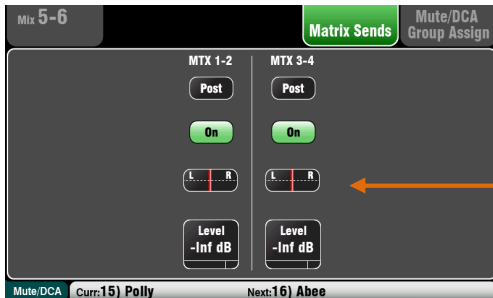 Mix 5-6
Matrix Sends
Mute/DCA
Group Assign
MTX 1-2 MTX 3-4
Post Post
On On
L R L R
Level Level
-Inf dB -Inf dB
Mute/DCA Curr:15) Polly Next:16) Abee